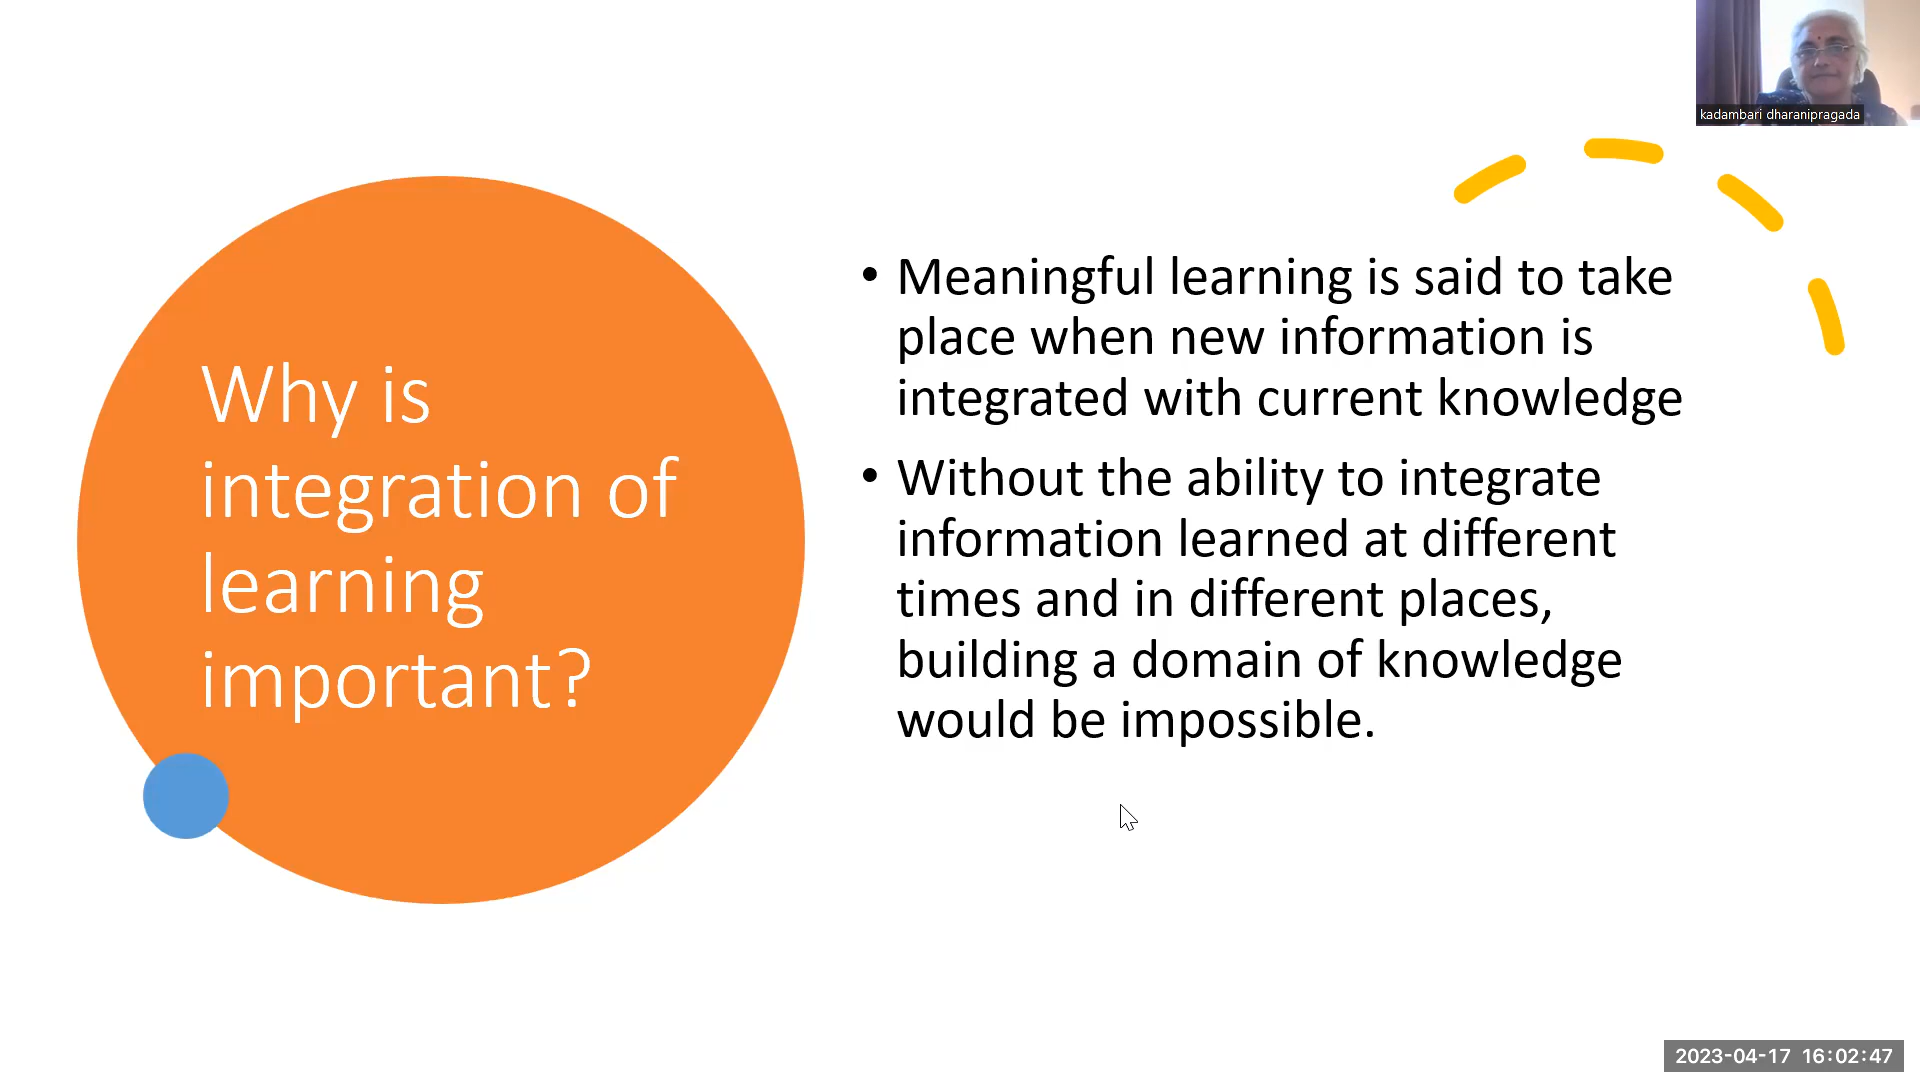 kadambari dharanipragada
Why is
integration of
learning
important?
• Meaningful learning is said to take
place when new information is
integrated with current knowledge
• Without the ability to integrate
information learned at different
times and in different places,
building a domain of knowledge
would be impossible.
2023-04-17 16:02:47